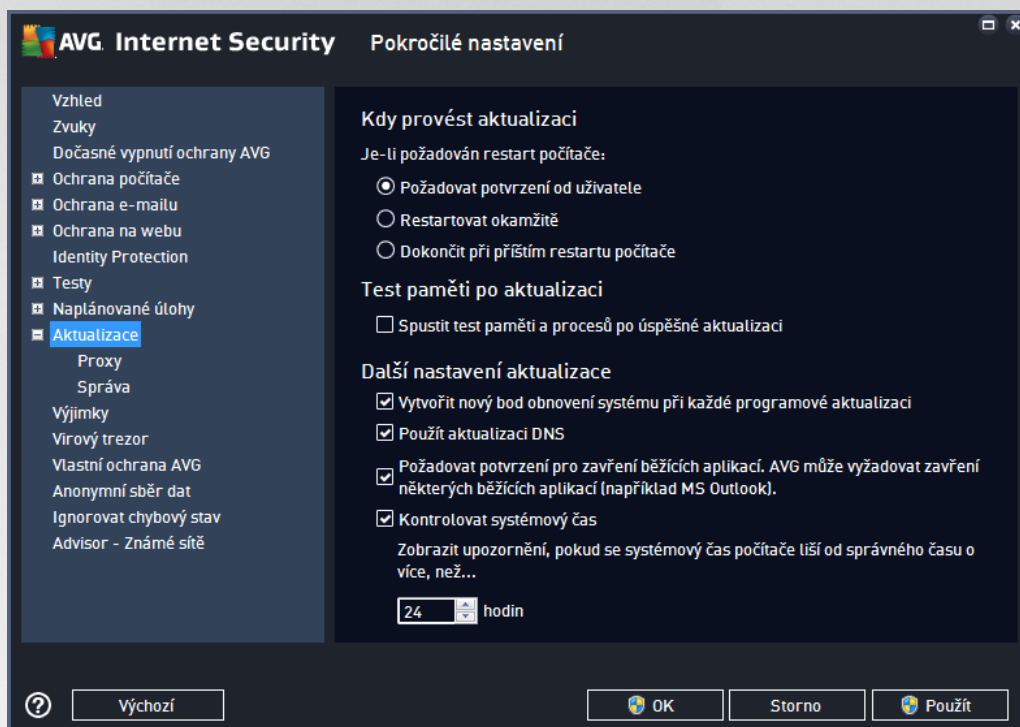 AVG. Internet Security
Pokročilé nastavení
Vzhled
Zvuky
Dočasné vypnutí ochrany AVG
Ochrana počítače
Ochrana e-mailu
Ochrana na webu
Identity Protection
Testy
Naplánované úlohy
Aktualizace
Proxy
Správa
Výjimky
Virový trezor
Vlastní ochrana AVG
Anonymní sběr dat
Ignorovat chybový stav
Advisor - Známé sítě
Kdy provést aktualizaci
Je-li požadován restart počítače:
Požadovat potvrzení od uživatele
Restartovat okamžitě
Dokončit při příštím restartu počítače
Test paměti po aktualizaci
Spustit test paměti a procesů po úspěšné aktualizaci
Další nastavení aktualizace
Vytvořit nový bod obnovení systému při každé programové aktualizaci
Použít aktualizaci DNS
Požadovat potvrzení pro zavření běžících aplikací. AVG může vyžadovat zavření
některých běžících aplikací (například MS Outlook).
Kontrolovat systémový čas
Zobrazit upozornění, pokud se systémový čas počítače liší od správného času o
více, než...
24 hodin
Výchozí
OK
Storno
Použít